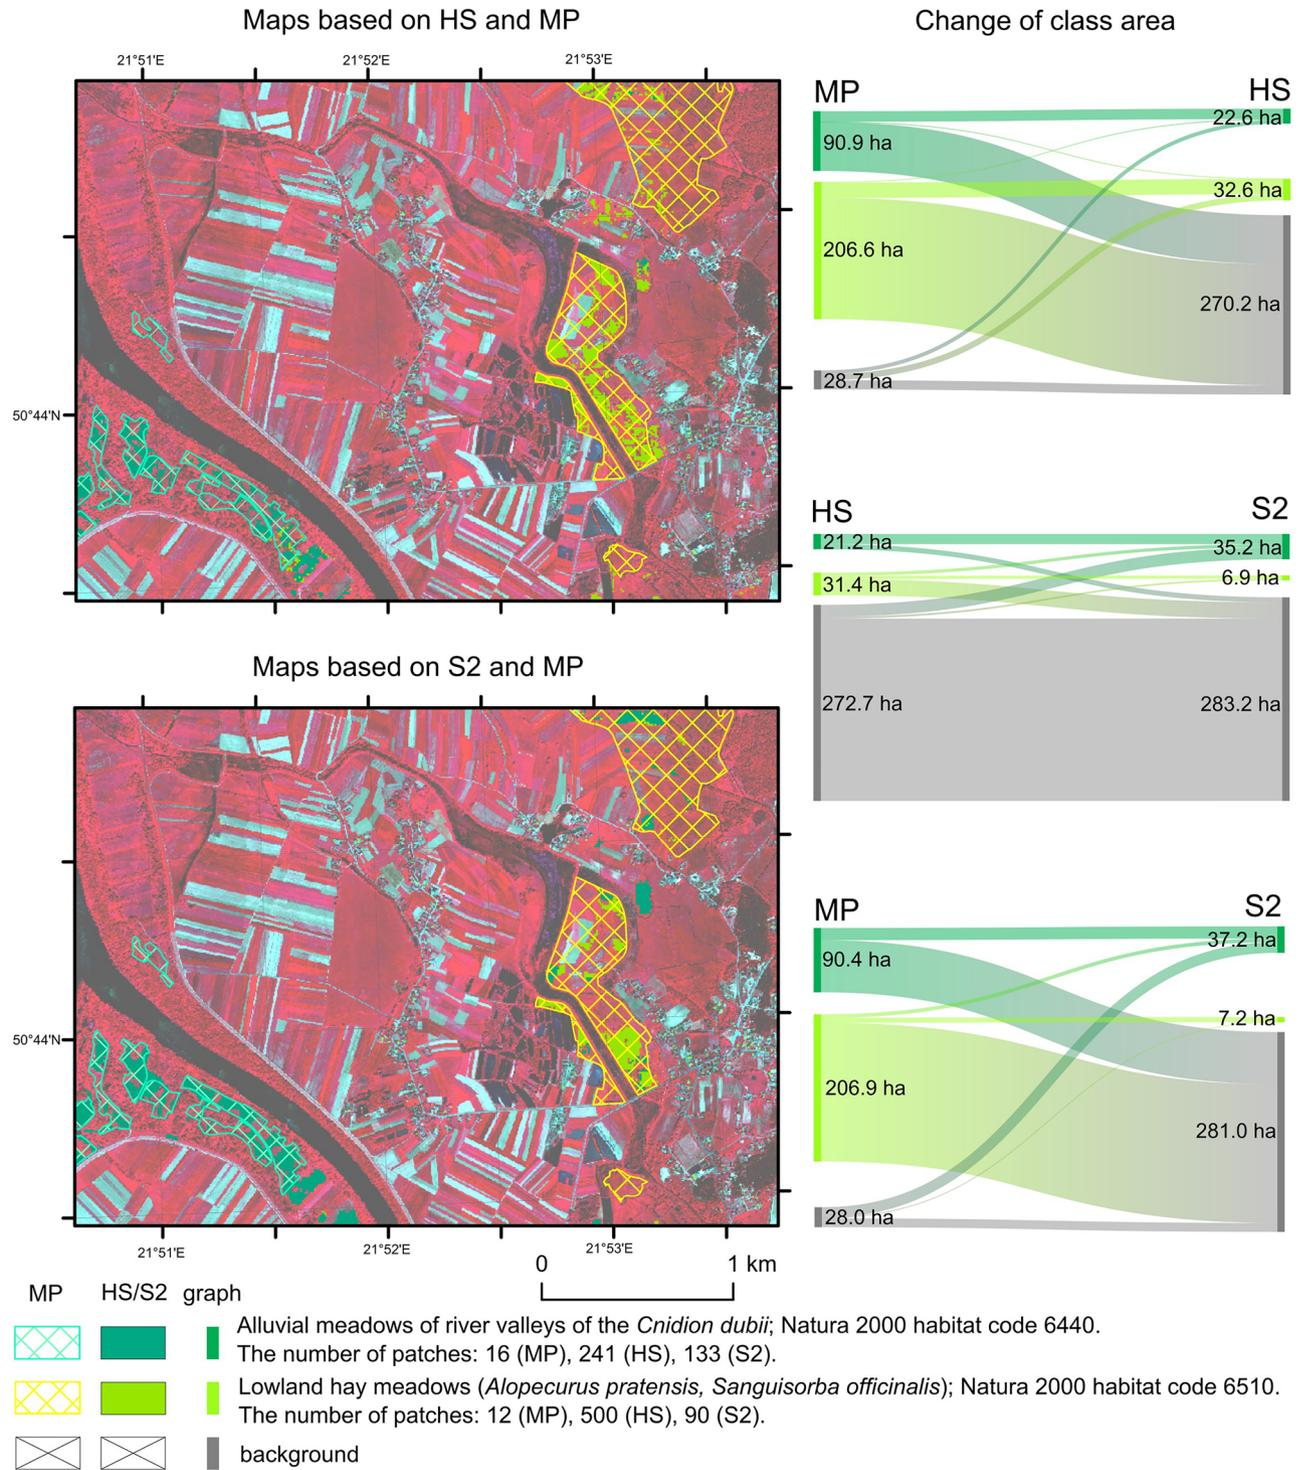 Maps based on HS and MP
Change of class area
21°51'E
21°52'E
21°53'E
50°44'N
MP
HS
90.9 ha
22.6 ha
206.6 ha
32.6 ha
28.7 ha
270.2 ha
HS
S2
21.2 ha
35.2 ha
31.4 ha
6.9 ha
272.7 ha
283.2 ha
Maps based on S2 and MP
50°44'N
21°51'E
21°52'E
21°53'E
MP
S2
90.4 ha
37.2 ha
206.9 ha
7.2 ha
28.0 ha
281.0 ha
0
1 km
MP
HS/S2
graph
Alluvial meadows of river valleys of the Cnidion dubii; Natura 2000 habitat code 6440.
The number of patches: 16 (MP), 241 (HS), 133 (S2).
Lowland hay meadows (Alopecurus pratensis, Sanguisorba officinalis); Natura 2000 habitat code 6510.
The number of patches: 12 (MP), 500 (HS), 90 (S2).
background